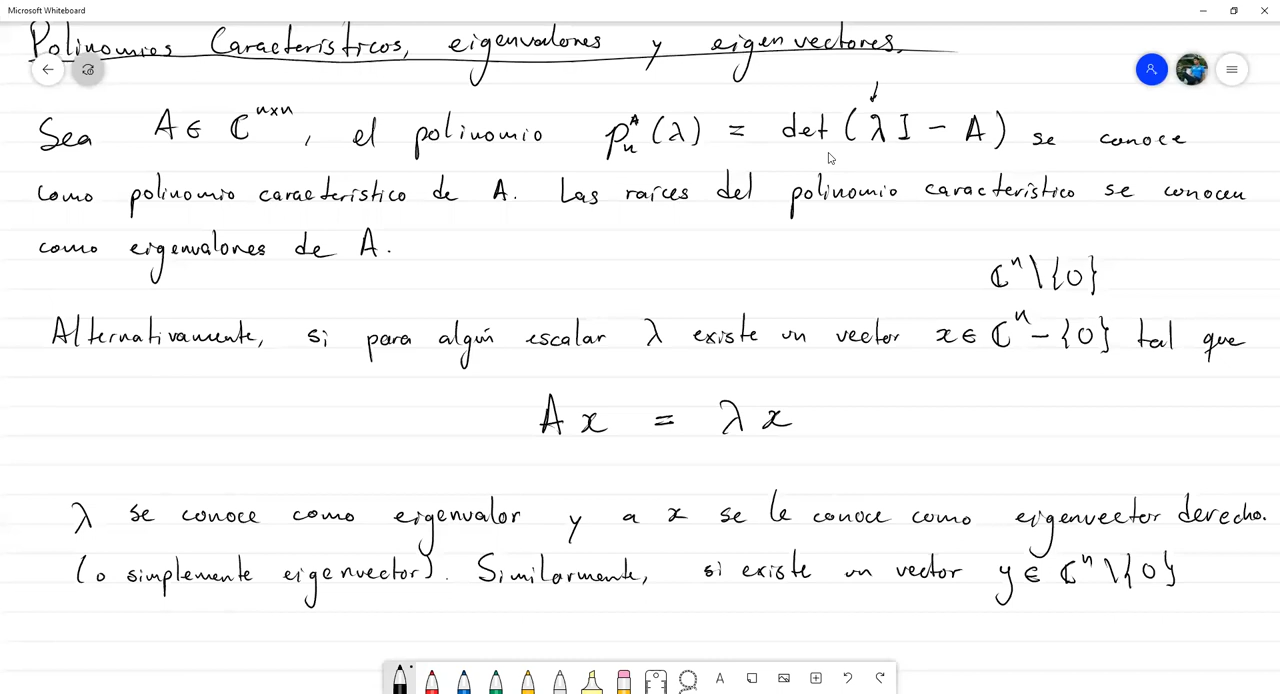 Microsoft Whiteboard
Polinomios Característicos, eigenvalores y eigenvectores.
Sea A ∈ ℂ^{n×n}, el polinomio p_n^A(λ) = det(λI - A) se conoce
como polinomio característico de A. Las raíces del polinomio característico se conocen
como eigenvalores de A.
ℂ^n \ {0}
Alternativamente, si para algún escalar λ existe un vector x ∈ ℂ^n - {0} tal que
A x = λ x
λ se conoce como eigenvalor y a x se le conoce como eigenvector derecho.
(o simplemente eigenvector). Similarmente, si existe un vector y ∈ ℂ^n \ {0}